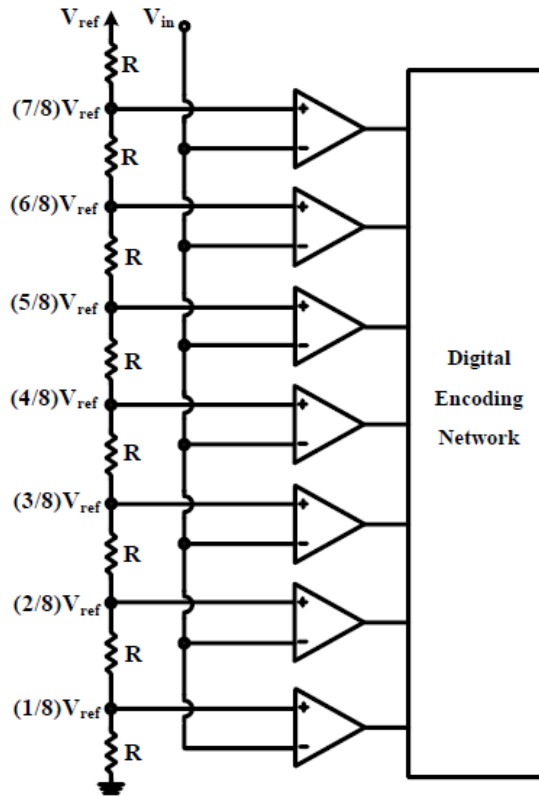 V_ref V_in
R
(7/8)V_ref + -
R
(6/8)V_ref + -
R
(5/8)V_ref + -
R
Digital
(4/8)V_ref + -
Encoding
Network
R
(3/8)V_ref + -
R
(2/8)V_ref + -
R
(1/8)V_ref + -
R